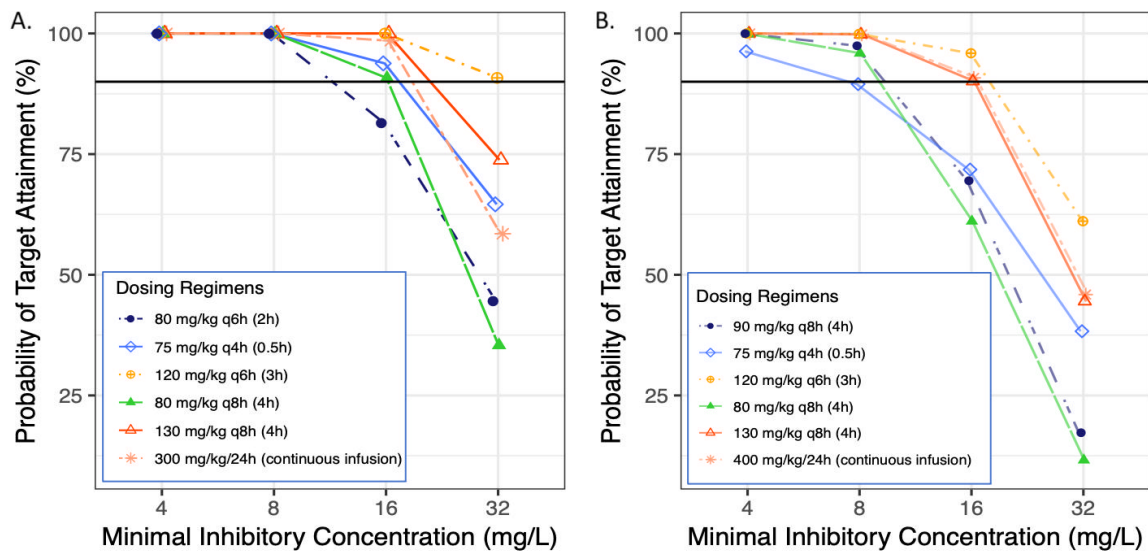 A.
Probability of Target Attainment (%)
100
75
50
25
Dosing Regimens
80 mg/kg q6h (2h)
75 mg/kg q4h (0.5h)
120 mg/kg q6h (3h)
80 mg/kg q8h (4h)
130 mg/kg q8h (4h)
300 mg/kg/24h (continuous infusion)
4 8 16 32
Minimal Inhibitory Concentration (mg/L)
B.
Probability of Target Attainment (%)
100
75
50
25
Dosing Regimens
90 mg/kg q8h (4h)
75 mg/kg q4h (0.5h)
120 mg/kg q6h (3h)
80 mg/kg q8h (4h)
130 mg/kg q8h (4h)
400 mg/kg/24h (continuous infusion)
4 8 16 32
Minimal Inhibitory Concentration (mg/L)